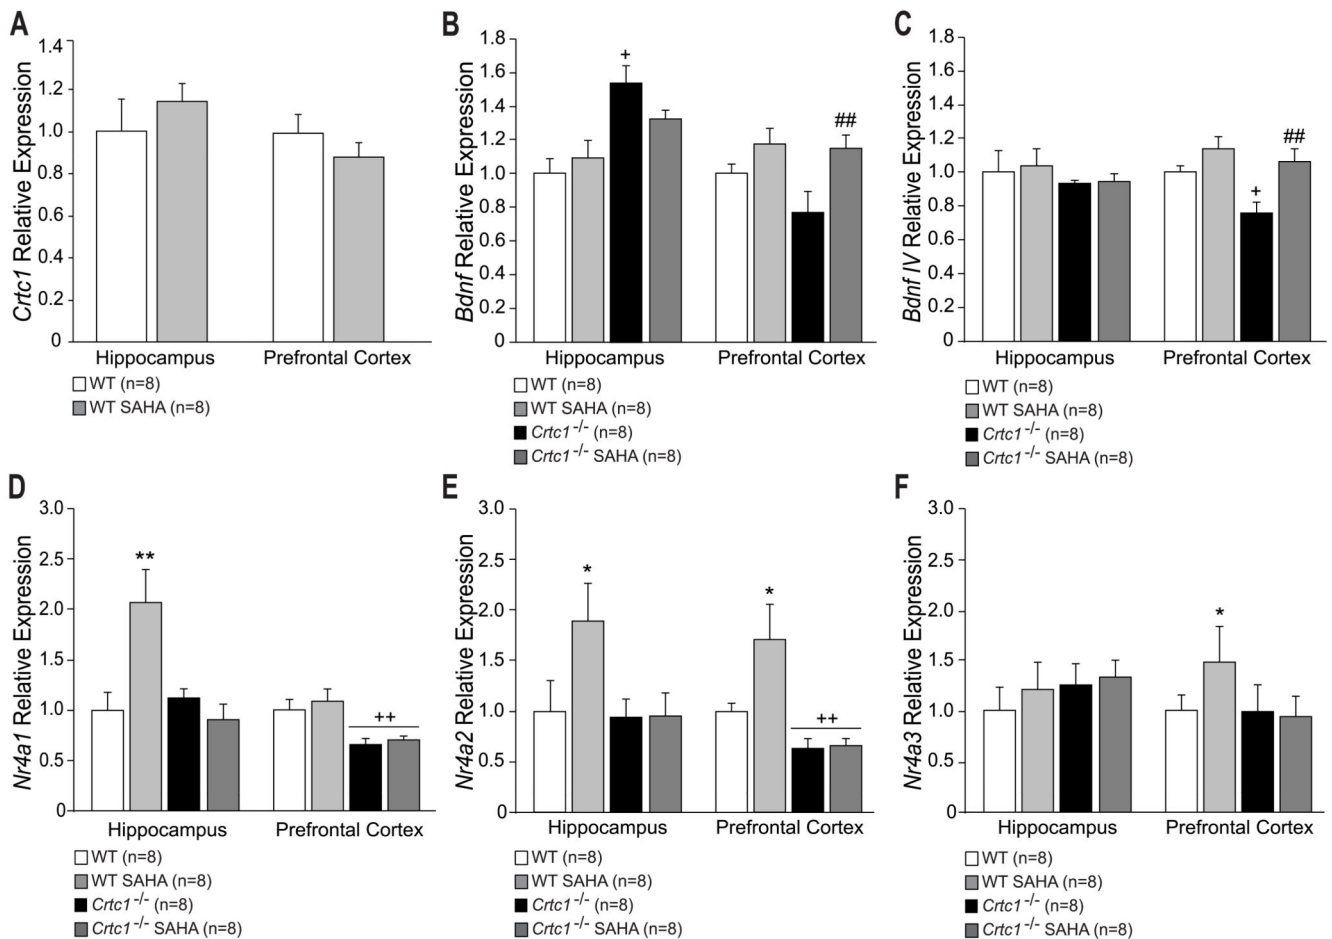 A
Crtc1 Relative Expression
1.4
1.2
1.0
0.8
0.6
0.4
0.2
0
Hippocampus Prefrontal Cortex
WT (n=8)
WT SAHA (n=8)
B
Bdnf Relative Expression
1.8
1.6
1.4
1.2
1.0
0.8
0.6
0.4
0.2
0
+
##
Hippocampus Prefrontal Cortex
WT (n=8)
WT SAHA (n=8)
Crtc1-/- (n=8)
Crtc1-/- SAHA (n=8)
C
Bdnf IV Relative Expression
1.8
1.6
1.4
1.2
1.0
0.8
0.6
0.4
0.2
0
+
##
Hippocampus Prefrontal Cortex
WT (n=8)
WT SAHA (n=8)
Crtc1-/- (n=8)
Crtc1-/- SAHA (n=8)
D
Nr4a1 Relative Expression
3.0
2.5
2.0
1.5
1.0
0.5
0
**
++
Hippocampus Prefrontal Cortex
WT (n=8)
WT SAHA (n=8)
Crtc1-/- (n=8)
Crtc1-/- SAHA (n=8)
E
Nr4a2 Relative Expression
3.0
2.5
2.0
1.5
1.0
0.5
0
*
*
++
Hippocampus Prefrontal Cortex
WT (n=8)
WT SAHA (n=8)
Crtc1-/- (n=8)
Crtc1-/- SAHA (n=8)
F
Nr4a3 Relative Expression
3.0
2.5
2.0
1.5
1.0
0.5
0
*
Hippocampus Prefrontal Cortex
WT (n=8)
WT SAHA (n=8)
Crtc1-/- (n=8)
Crtc1-/- SAHA (n=8)